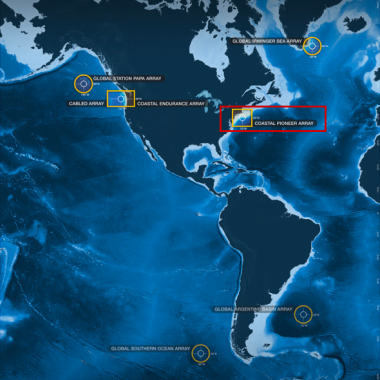 GLOBAL IRMINGER SEA ARRAY
GLOBAL STATION PAPA ARRAY
CABLED ARRAY
COASTAL ENDURANCE ARRAY
COASTAL PIONEER ARRAY
GLOBAL ARGENTINE BASIN ARRAY
GLOBAL SOUTHERN OCEAN ARRAY